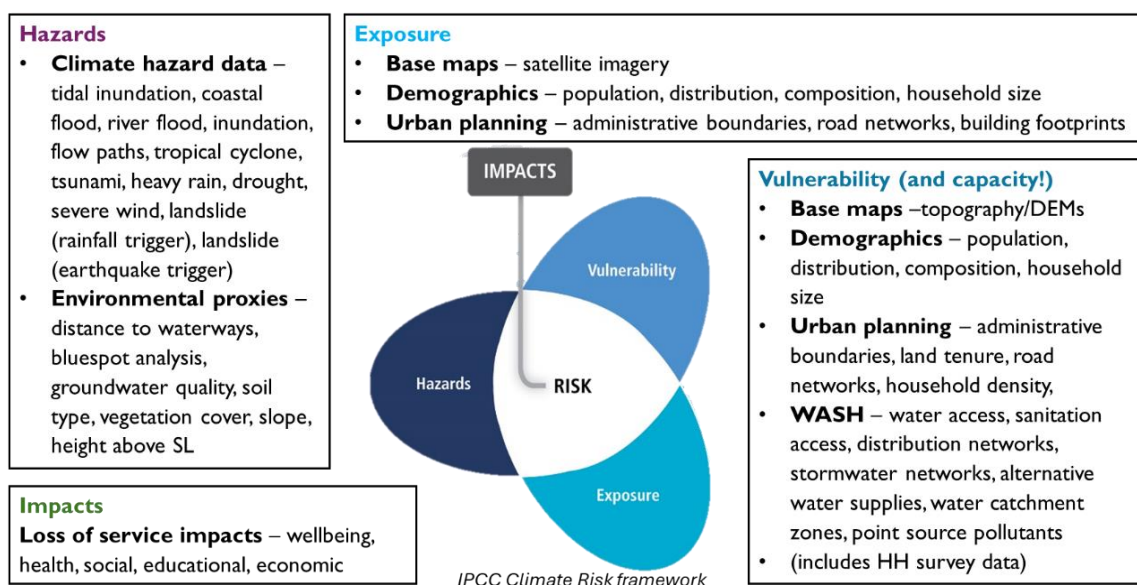 Hazards
• Climate hazard data –
tidal inundation, coastal
flood, river flood, inundation,
flow paths, tropical cyclone,
tsunami, heavy rain, drought,
severe wind, landslide
(rainfall trigger), landslide
(earthquake trigger)
• Environmental proxies –
distance to waterways,
bluespot analysis,
groundwater quality, soil
type, vegetation cover, slope,
height above SL
Exposure
• Base maps – satellite imagery
• Demographics – population, distribution, composition, household size
• Urban planning – administrative boundaries, road networks, building footprints
IMPACTS
Vulnerability
Hazards
RISK
Exposure
IPCC Climate Risk framework
Vulnerability (and capacity!)
• Base maps –topography/DEMs
• Demographics – population,
distribution, composition, household
size
• Urban planning – administrative
boundaries, land tenure, road
networks, household density,
• WASH – water access, sanitation
access, distribution networks,
stormwater networks, alternative
water supplies, water catchment
zones, point source pollutants
• (includes HH survey data)
Impacts
Loss of service impacts – wellbeing,
health, social, educational, economic